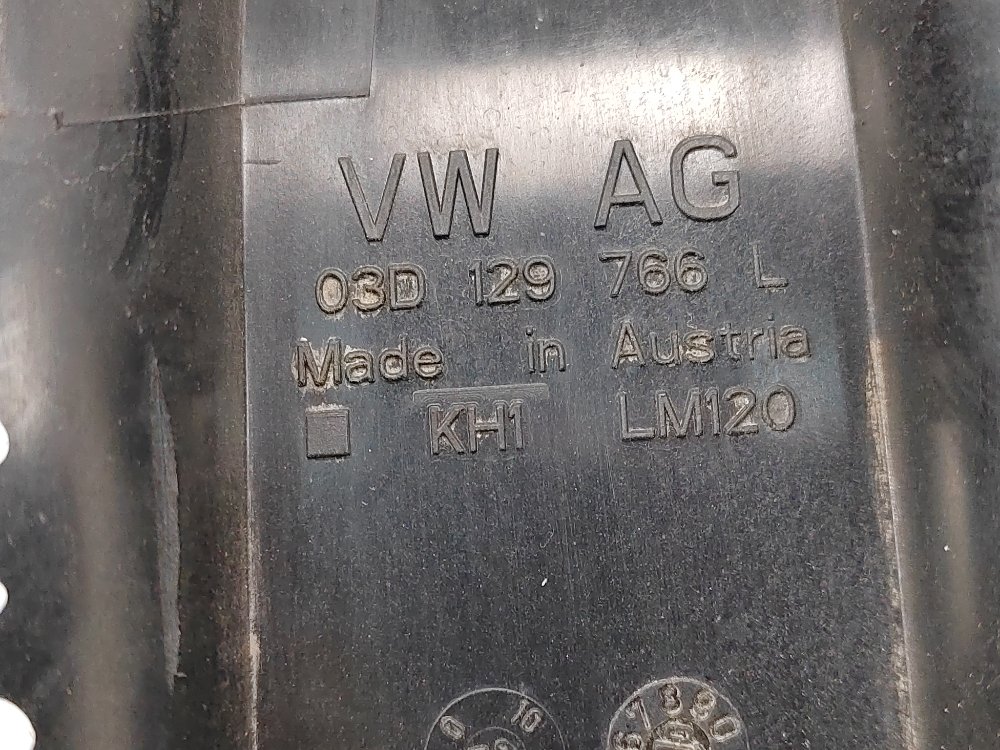 VW AG
03D 129 766 L
Made in Austria
KH1 LM120